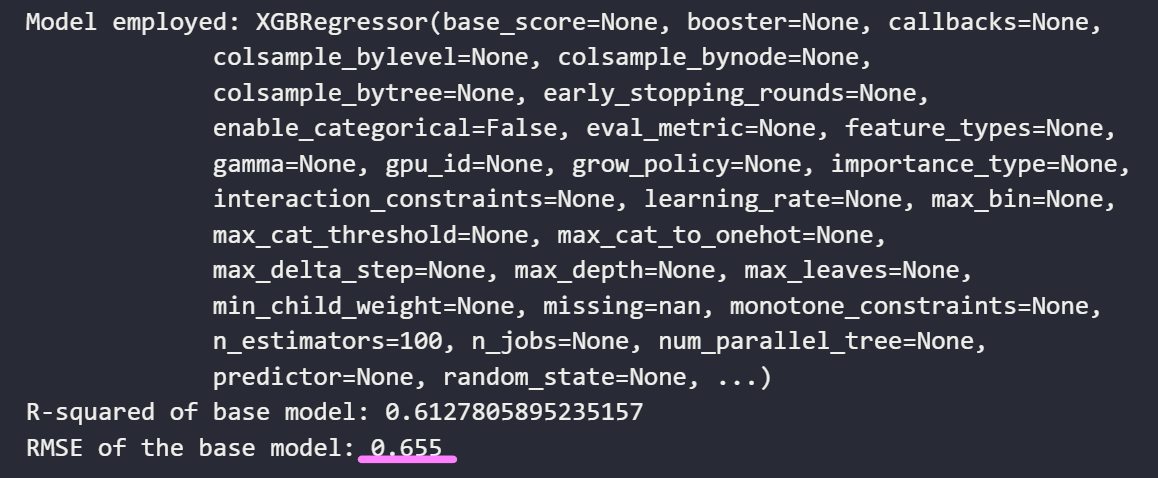 Model employed: XGBRegressor(base_score=None, booster=None, callbacks=None,
colsample_bylevel=None, colsample_bynode=None,
colsample_bytree=None, early_stopping_rounds=None,
enable_categorical=False, eval_metric=None, feature_types=None,
gamma=None, gpu_id=None, grow_policy=None, importance_type=None,
interaction_constraints=None, learning_rate=None, max_bin=None,
max_cat_threshold=None, max_cat_to_onehot=None,
max_delta_step=None, max_depth=None, max_leaves=None,
min_child_weight=None, missing=nan, monotone_constraints=None,
n_estimators=100, n_jobs=None, num_parallel_tree=None,
predictor=None, random_state=None, ...)
R-squared of base model: 0.6127805895235157
RMSE of the base model: 0.655